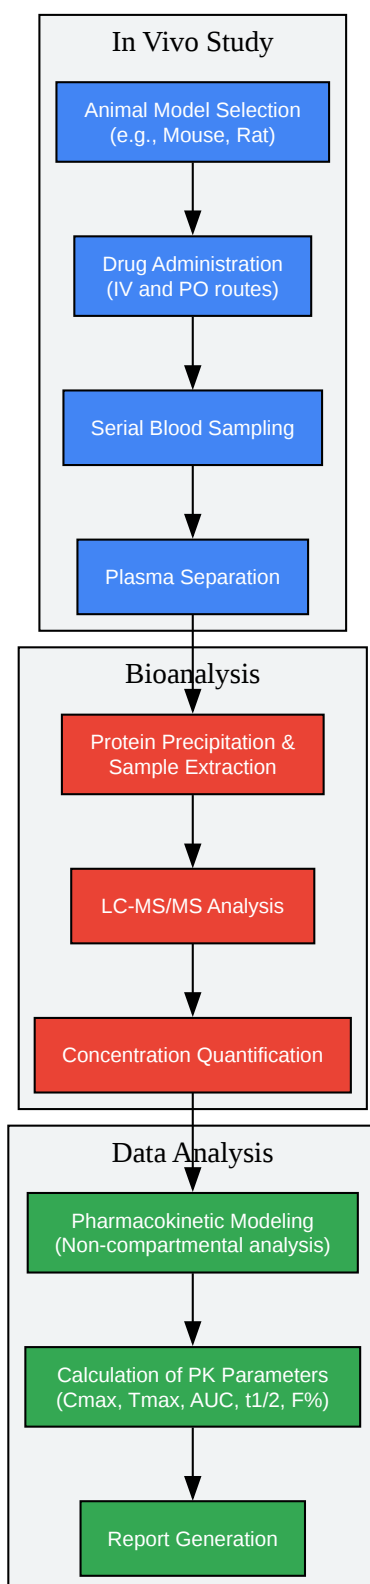 In Vivo Study
Animal Model Selection
(e.g., Mouse, Rat)
Drug Administration
(IV and PO routes)
Serial Blood Sampling
Plasma Separation
Bioanalysis
Protein Precipitation &
Sample Extraction
LC-MS/MS Analysis
Concentration Quantification
Data Analysis
Pharmacokinetic Modeling
(Non-compartmental analysis)
Calculation of PK Parameters
(Cmax, Tmax, AUC, t1/2, F%)
Report Generation